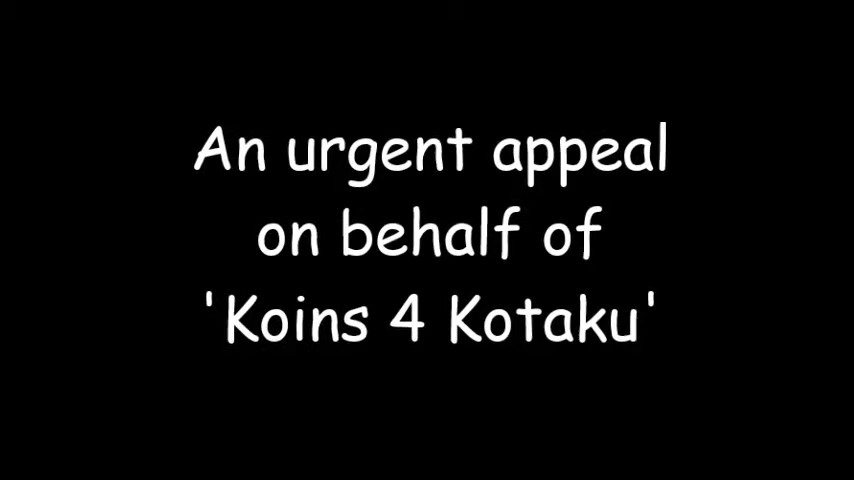 An urgent appeal
on behalf of
'Koins 4 Kotaku'